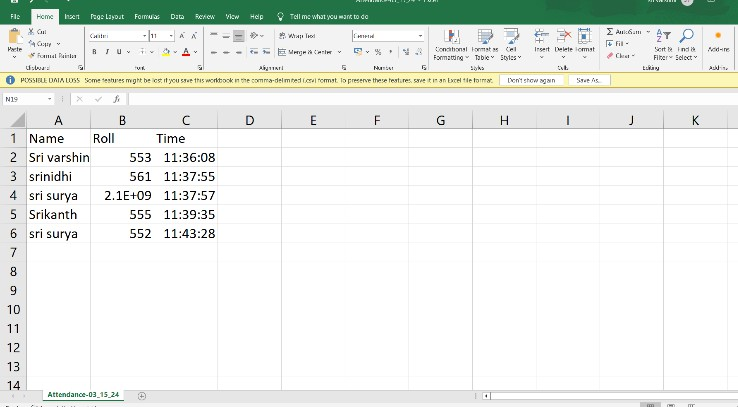 File Home Insert Page Layout Formulas Data Review View Help Tell me what you want to do
Cut
Copy
Format Painter
Paste
Calibri 11 A A
B I U A
Wrap Text
Merge & Center
General
%
Conditional Formatting
Format as Table
Cell Styles
Insert Delete Format
AutoSum
Fill
Clear
Sort & Filter
Find & Select
Add-ins
Clipboard Font Alignment Number Styles Cells Editing Add-ins
POSSIBLE DATA LOSS Some features might be lost if you save this workbook in the comma-delimited (.csv) format. To preserve these features, save it in an Excel file format. Don't show again Save As...
N19 fx
A B C D E F G H I J K
1 Name Roll Time
2 Sri varshin 553 11:36:08
3 srinidhi 561 11:37:55
4 sri surya 2.1E+09 11:37:57
5 Srikanth 555 11:39:35
6 sri surya 552 11:43:28
7
8
9
10
11
12
13
14
Attendance-03_15_24